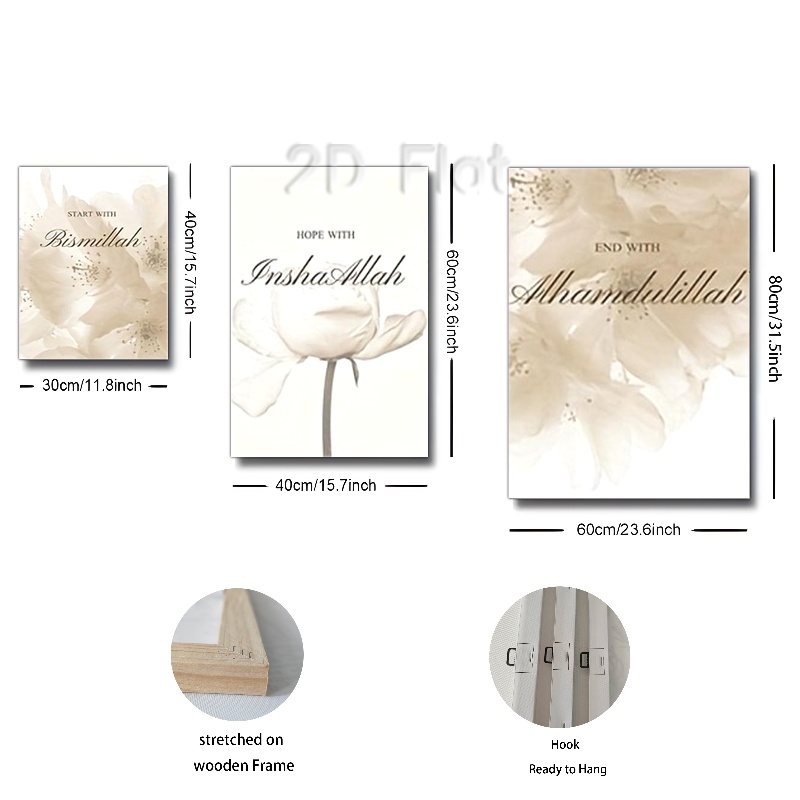 2D Flat
START WITH
Bismillah
40cm/15.7inch
30cm/11.8inch
HOPE WITH
InshaAllah
60cm/23.6inch
40cm/15.7inch
END WITH
Alhamdulillah
80cm/31.5inch
60cm/23.6inch
stretched on
wooden Frame
Hook
Ready to Hang